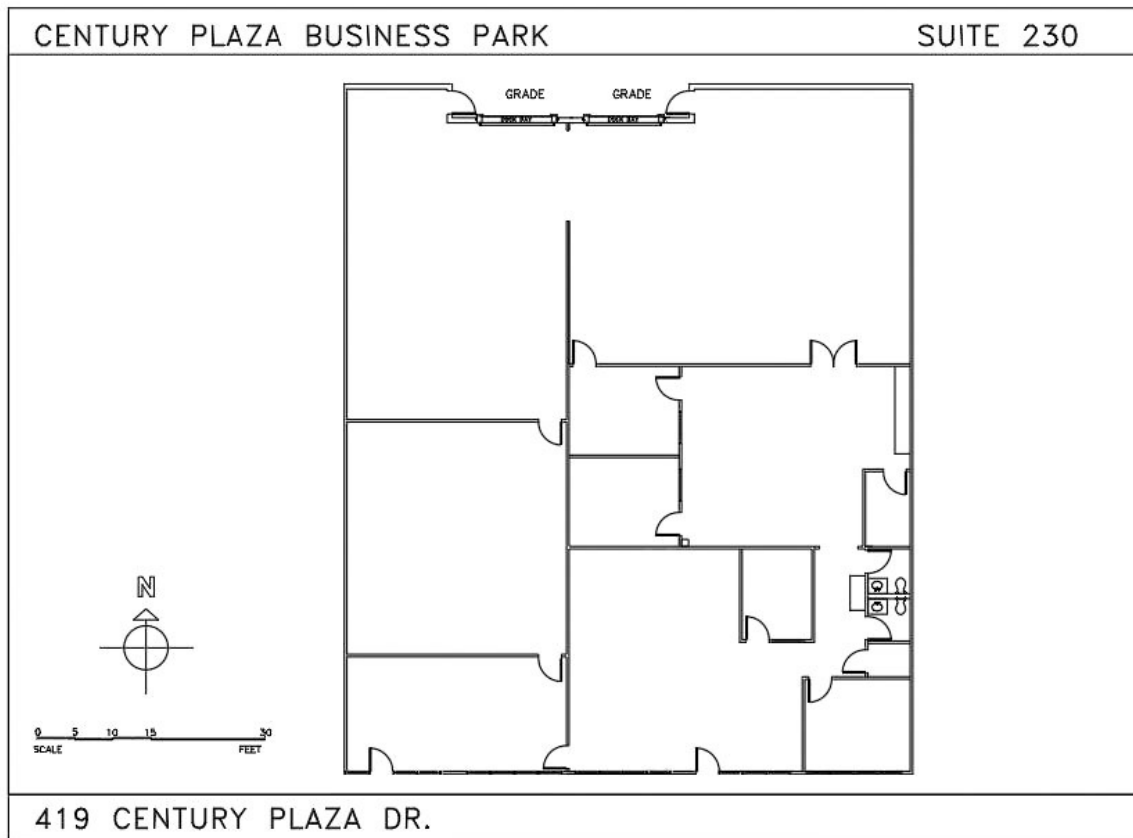 CENTURY PLAZA BUSINESS PARK
SUITE 230
GRADE
GRADE
N
0 5 10 15 30
SCALE FEET
419 CENTURY PLAZA DR.